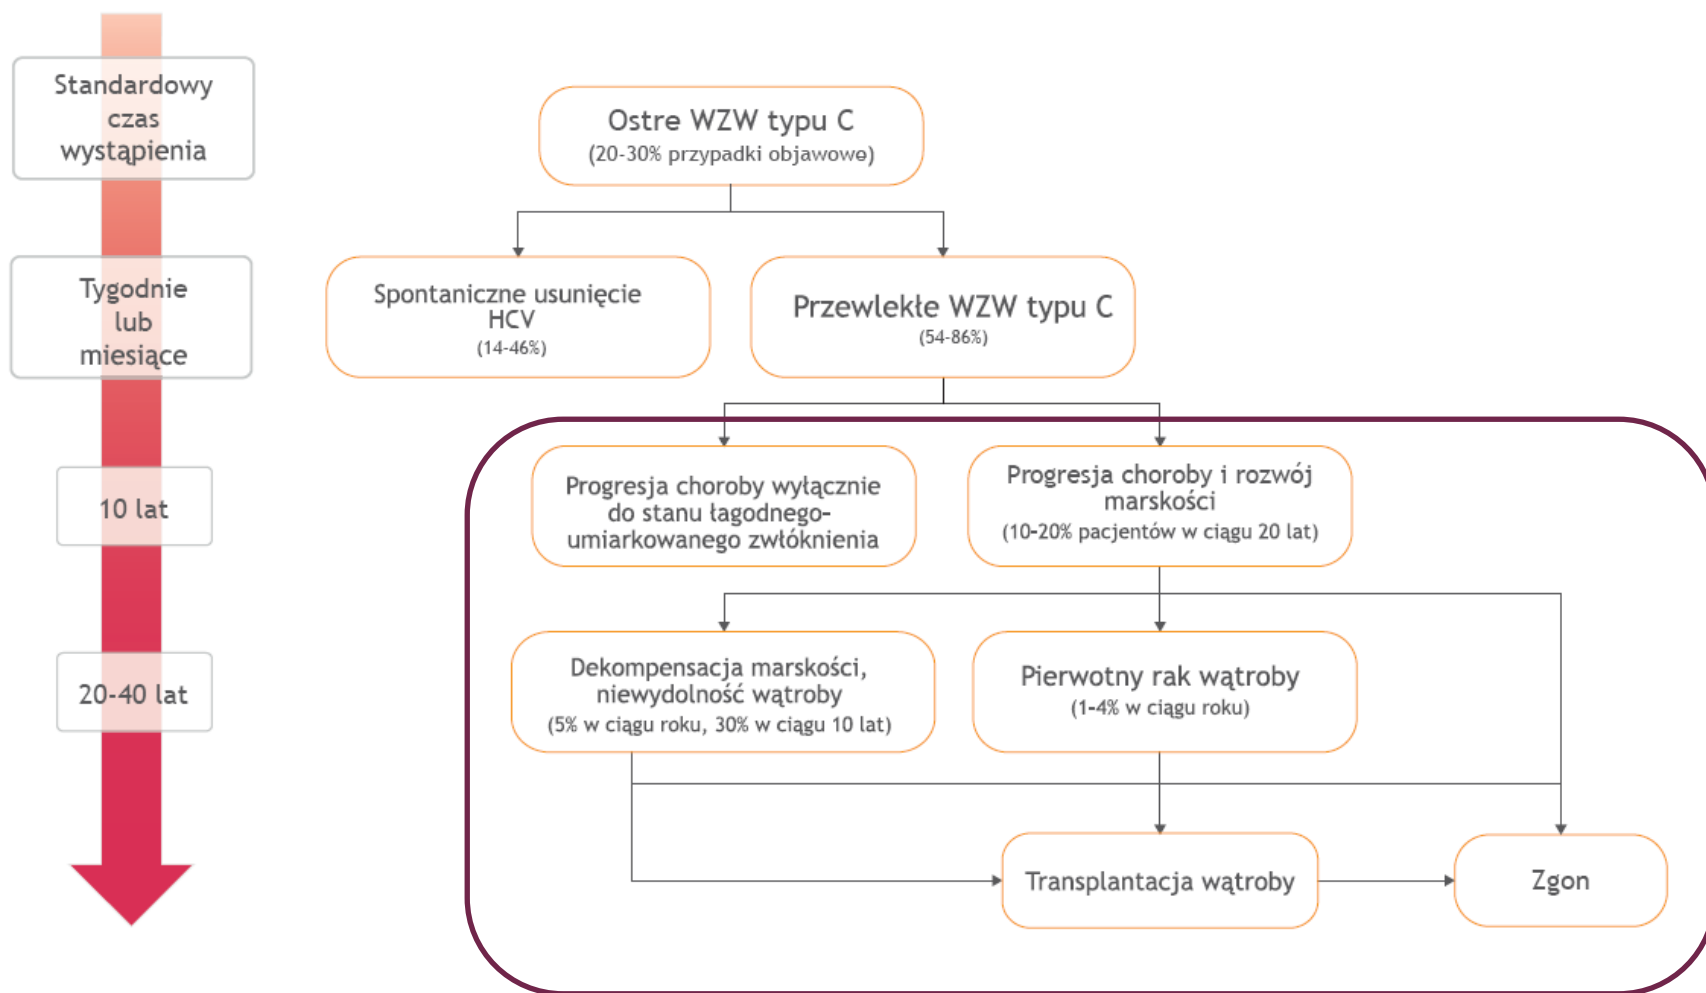 Standardowy
czas
wystąpienia
Ostre WZW typu C
(20-30% przypadki objawowe)
Tygodnie
lub
miesiące
Spontaniczne usunięcie
HCV
(14-46%)
Przewlekłe WZW typu C
(54-86%)
10 lat
Progresja choroby wyłącznie
do stanu łagodnego-
umiarkowanego zwłóknienia
Progresja choroby i rozwój
marskości
(10-20% pacjentów w ciągu 20 lat)
20-40 lat
Dekompensacja marskości,
niewydolność wątroby
(5% w ciągu roku, 30% w ciągu 10 lat)
Pierwotny rak wątroby
(1-4% w ciągu roku)
Transplantacja wątroby
Zgon